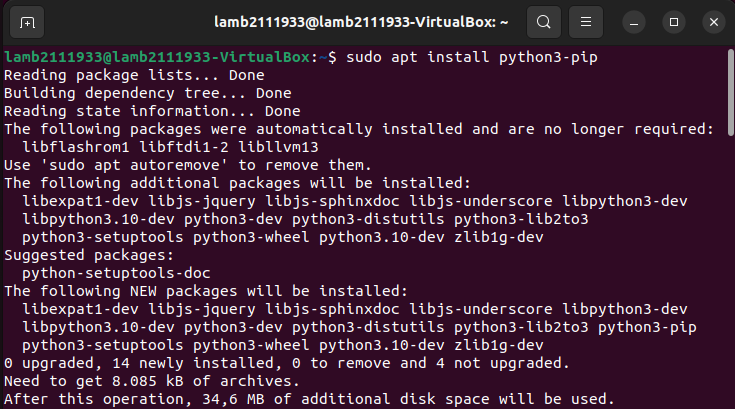 lamb2111933@lamb2111933-VirtualBox: ~
lamb2111933@lamb2111933-VirtualBox:~$ sudo apt install python3-pip
Reading package lists... Done
Building dependency tree... Done
Reading state information... Done
The following packages were automatically installed and are no longer required:
  libflashrom1 libftdi1-2 libllvm13
Use 'sudo apt autoremove' to remove them.
The following additional packages will be installed:
  libexpat1-dev libjs-jquery libjs-sphinxdoc libjs-underscore libpython3-dev
  libpython3.10-dev python3-dev python3-distutils python3-lib2to3
  python3-setuptools python3-wheel python3.10-dev zlib1g-dev
Suggested packages:
  python-setuptools-doc
The following NEW packages will be installed:
  libexpat1-dev libjs-jquery libjs-sphinxdoc libjs-underscore libpython3-dev
  libpython3.10-dev python3-dev python3-distutils python3-lib2to3 python3-pip
  python3-setuptools python3-wheel python3.10-dev zlib1g-dev
0 upgraded, 14 newly installed, 0 to remove and 4 not upgraded.
Need to get 8.085 kB of archives.
After this operation, 34,6 MB of additional disk space will be used.